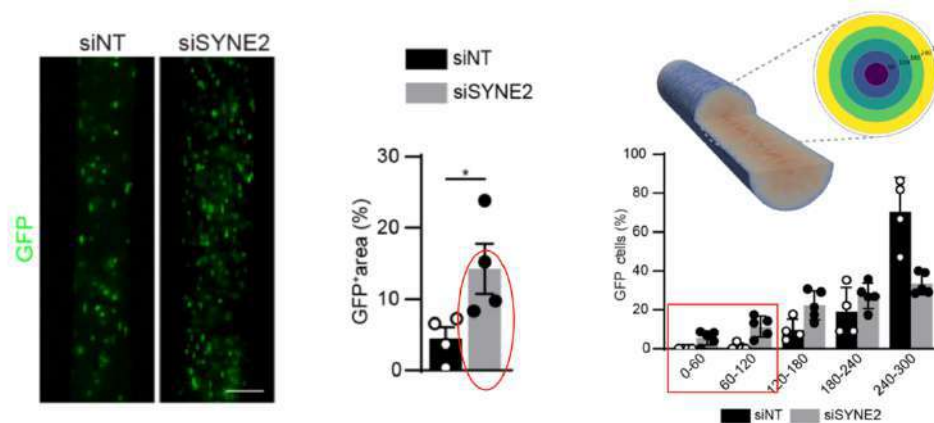 siNT
siSYNE2
GFP
siNT
siSYNE2
GFP⁺area (%)
30
20
10
0
*
GFP cells (%)
100
80
60
40
20
0
0-60
60-120
120-180
180-240
240-300
siNT
siSYNE2